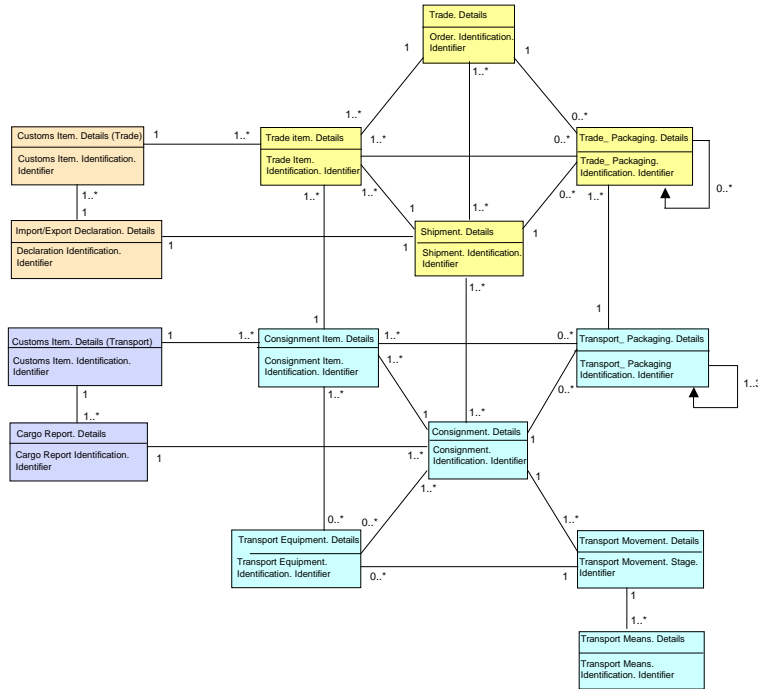 Trade. Details
Order. Identification.
Identifier
1
1..*
1
1..*
0..*
Customs Item. Details (Trade)
Customs Item. Identification.
Identifier
1
1..*
Trade item. Details
Trade Item.
Identification. Identifier
1..*
0..*
Trade_ Packaging. Details
Trade_ Packaging.
Identification. Identifier
0..*
1..*
1
1..*
1..*
1
1..*
0..*
1..*
Import/Export Declaration. Details
Declaration Identification.
Identifier
1
1
Shipment. Details
Shipment. Identification.
Identifier
1
1..*
1
1
Customs Item. Details (Transport)
Customs Item. Identification.
Identifier
1
1..*
Consignment Item. Details
Consignment Item.
Identification. Identifier
1..*
1..*
0..*
Transport_ Packaging. Details
Transport_ Packaging
Identification. Identifier
1..3
1
1..*
1..*
1
1..*
0..*
Cargo Report. Details
Cargo Report Identification.
Identifier
1
1..*
Consignment. Details
Consignment.
Identification. Identifier
1
1..*
1
0..*
0..*
1..*
Transport Equipment. Details
Transport Equipment.
Identification. Identifier
0..*
1
Transport Movement. Details
Transport Movement. Stage.
Identifier
1
1..*
Transport Means. Details
Transport Means.
Identification. Identifier